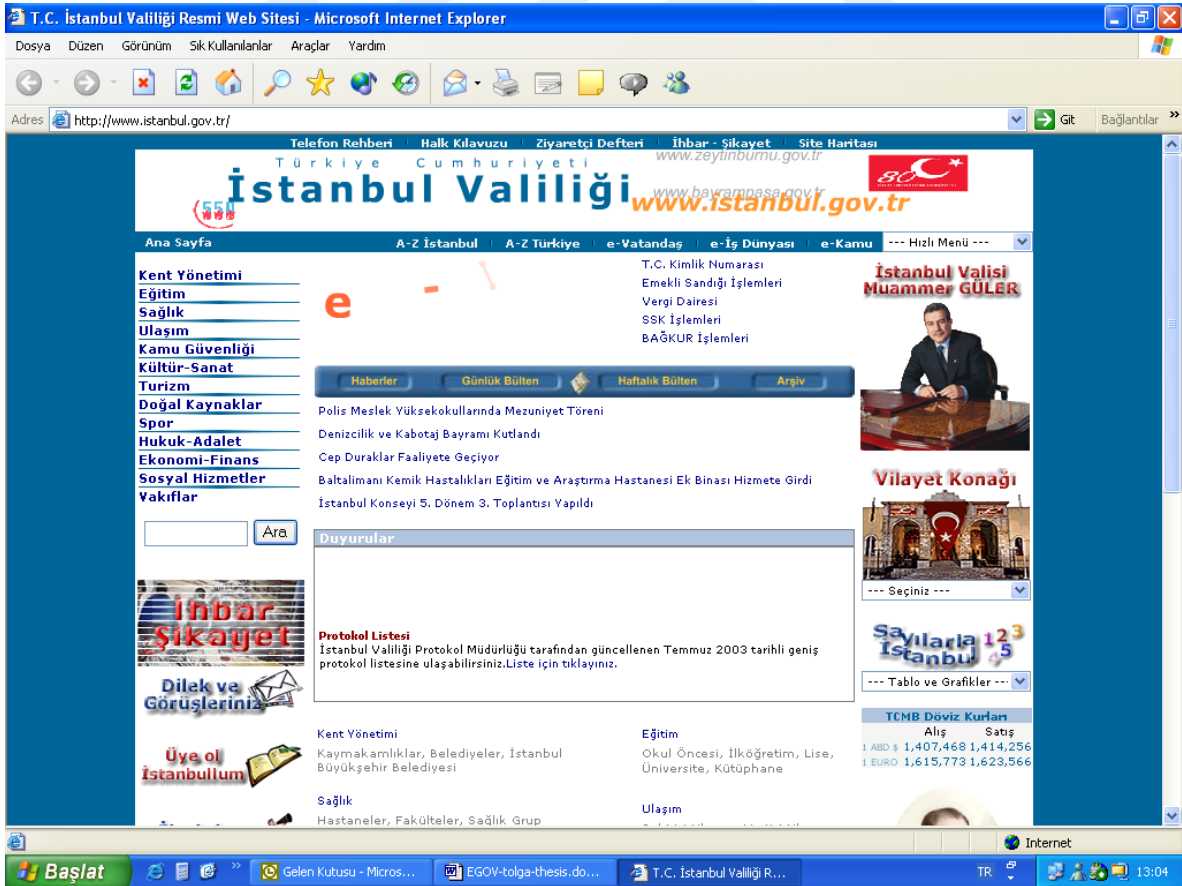 T.C. İstanbul Valiliği Resmi Web Sitesi - Microsoft Internet Explorer
Dosya Düzen Görünüm Sık Kullanılanlar Araçlar Yardım
Adres http://www.istanbul.gov.tr/ Git Bağlantılar »
Telefon Rehberi Halk Kılavuzu Ziyaretçi Defteri İhbar - Şikayet Site Haritası
Türkiye Cumhuriyeti
www.zeytinburnu.gov.tr
İstanbul Valiliği
80
www.bayrampasa.gov.tr
www.istanbul.gov.tr
550
Ana Sayfa A-Z İstanbul A-Z Türkiye e-Vatandaş e-İş Dünyası e-Kamu --- Hızlı Menü ---
Kent Yönetimi
Eğitim
Sağlık
Ulaşım
Kamu Güvenliği
Kültür-Sanat
Turizm
Doğal Kaynaklar
Spor
Hukuk-Adalet
Ekonomi-Finans
Sosyal Hizmetler
Vakıflar
Ara
İhbar
Şikayet
Dilek ve
Görüşleriniz
Üye ol
İstanbullum
e -
T.C. Kimlik Numarası
Emekli Sandığı İşlemleri
Vergi Dairesi
SSK İşlemleri
BAĞKUR İşlemleri
Haberler Günlük Bülten Haftalık Bülten Arşiv
Polis Meslek Yüksekokullarında Mezuniyet Töreni
Denizcilik ve Kabotaj Bayramı Kutlandı
Cep Duraklar Faaliyete Geçiyor
Baltalimanı Kemik Hastalıkları Eğitim ve Araştırma Hastanesi Ek Binası Hizmete Girdi
İstanbul Konseyi 5. Dönem 3. Toplantısı Yapıldı
Duyurular
Protokol Listesi
İstanbul Valiliği Protokol Müdürlüğü tarafından güncellenen Temmuz 2003 tarihli geniş
protokol listesine ulaşabilirsiniz.Liste için tıklayınız.
Kent Yönetimi
Kaymakamlıklar, Belediyeler, İstanbul
Büyükşehir Belediyesi
Eğitim
Okul Öncesi, İlköğretim, Lise,
Üniversite, Kütüphane
Sağlık
Hastaneler, Fakülteler, Sağlık Grup
Ulaşım
İstanbul Valisi
Muammer GÜLER
Vilayet Konağı
--- Seçiniz ---
Sayılarla 1 2 3
İstanbul 4 5
--- Tablo ve Grafikler ---
TCMB Döviz Kurları
Alış Satış
1 ABD $ 1,407,468 1,414,256
1 EURO 1,615,773 1,623,566
Internet
Başlat » Gelen Kutusu - Micros... EGOV-tolga-thesis.do... T.C. İstanbul Valiliği R... TR 13:04